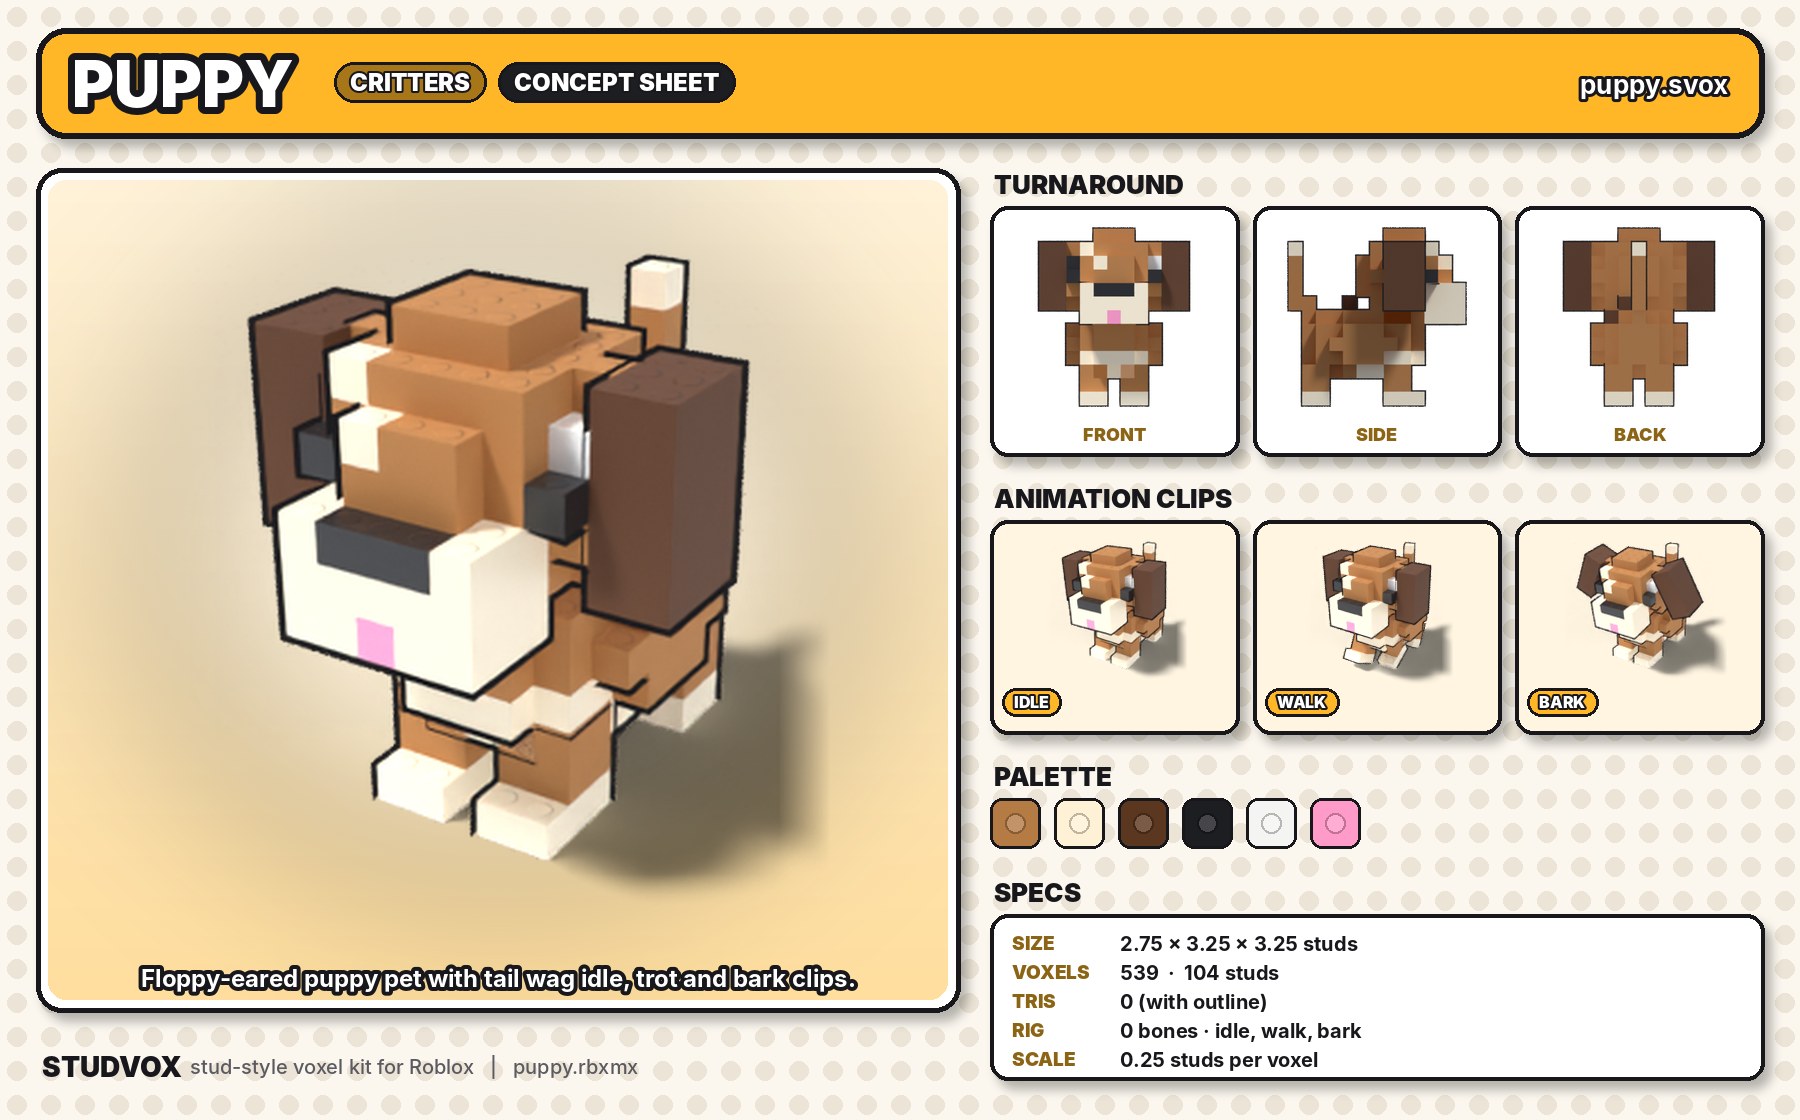 PUPPY
CRITTERS
CONCEPT SHEET
puppy.svox
Floppy-eared puppy pet with tail wag idle, trot and bark clips.
TURNAROUND
FRONT
SIDE
BACK
ANIMATION CLIPS
IDLE
WALK
BARK
PALETTE
SPECS
SIZE 2.75 × 3.25 × 3.25 studs
VOXELS 539 · 104 studs
TRIS 0 (with outline)
RIG 0 bones · idle, walk, bark
SCALE 0.25 studs per voxel
STUDVOX stud-style voxel kit for Roblox | puppy.rbxmx